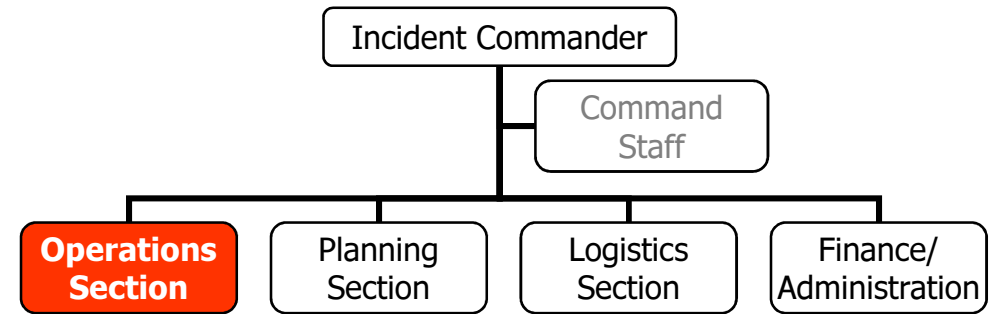 Incident Commander
Command
Staff
Operations
Section
Planning
Section
Logistics
Section
Finance/
Administration